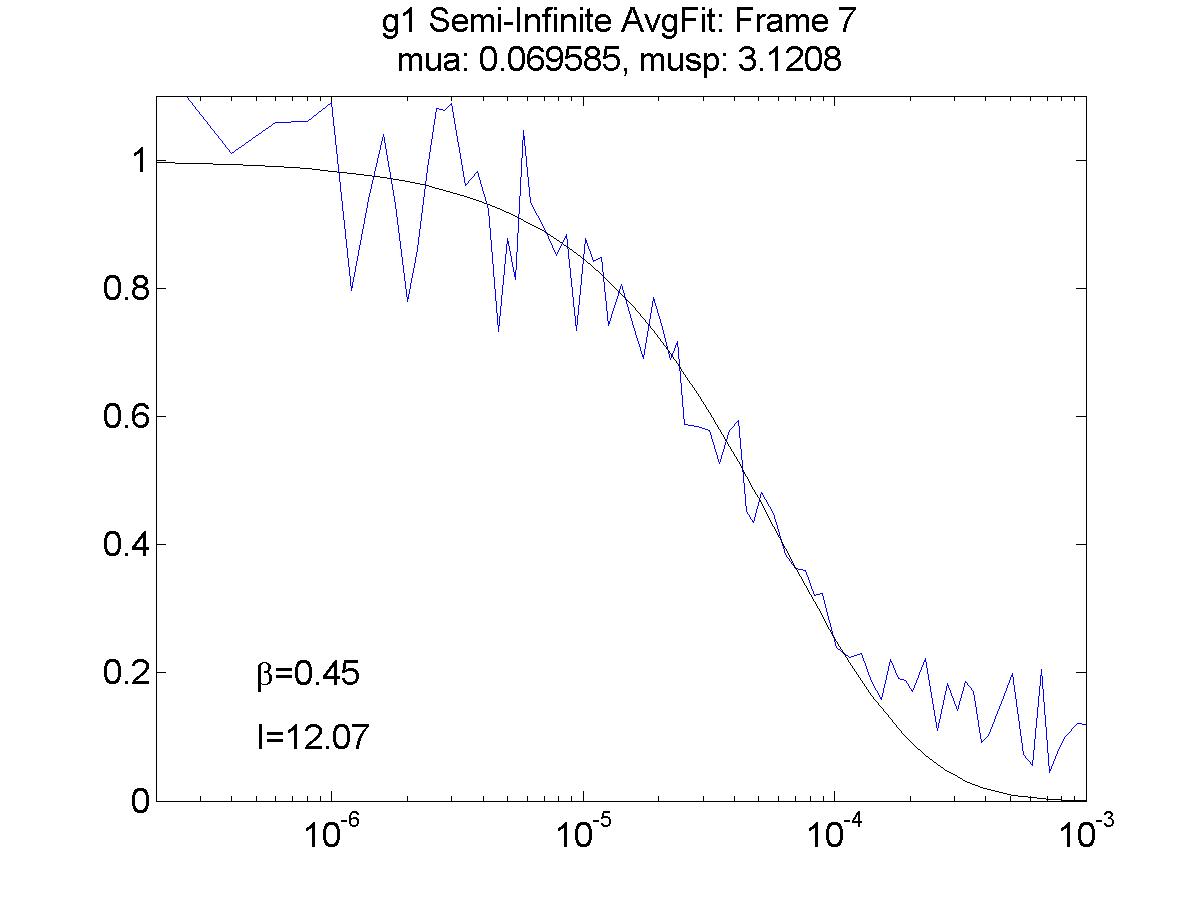 g1 Semi-Infinite AvgFit: Frame 7
mua: 0.069585, musp: 3.1208
1
0.8
0.6
0.4
0.2
0
β=0.45
I=12.07
10^-6
10^-5
10^-4
10^-3